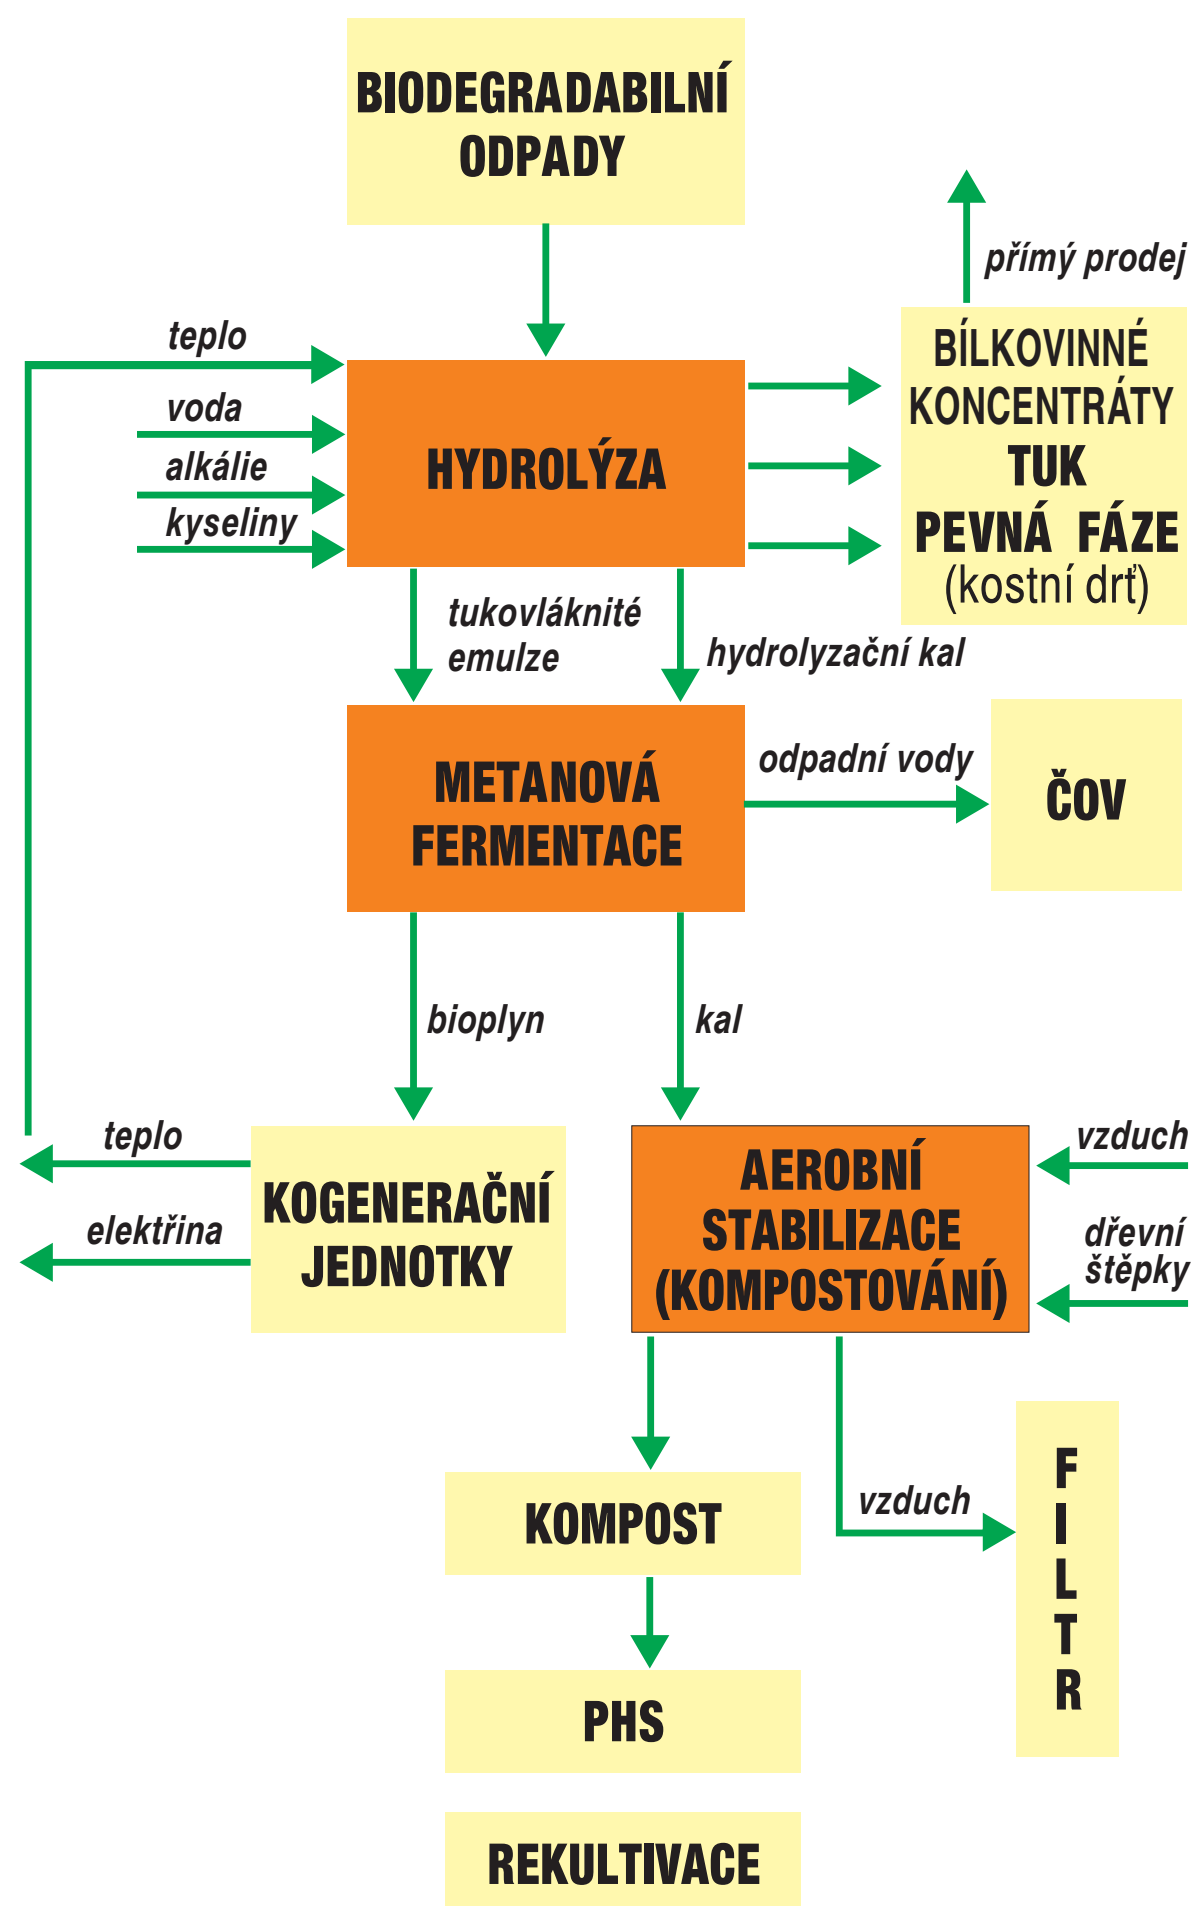 BIODEGRADABILNÍ
ODPADY
přímý prodej
teplo
voda
alkálie
kyseliny
HYDROLÝZA
BÍLKOVINNÉ
KONCENTRÁTY
TUK
PEVNÁ FÁZE
(kostní drť)
tukovláknité
emulze
hydrolyzační kal
METANOVÁ
FERMENTACE
odpadní vody
ČOV
bioplyn
kal
teplo
elektřina
KOGENERAČNÍ
JEDNOTKY
AEROBNÍ
STABILIZACE
(KOMPOSTOVÁNÍ)
vzduch
dřevní
štěpky
KOMPOST
vzduch
FILTR
PHS
REKULTIVACE